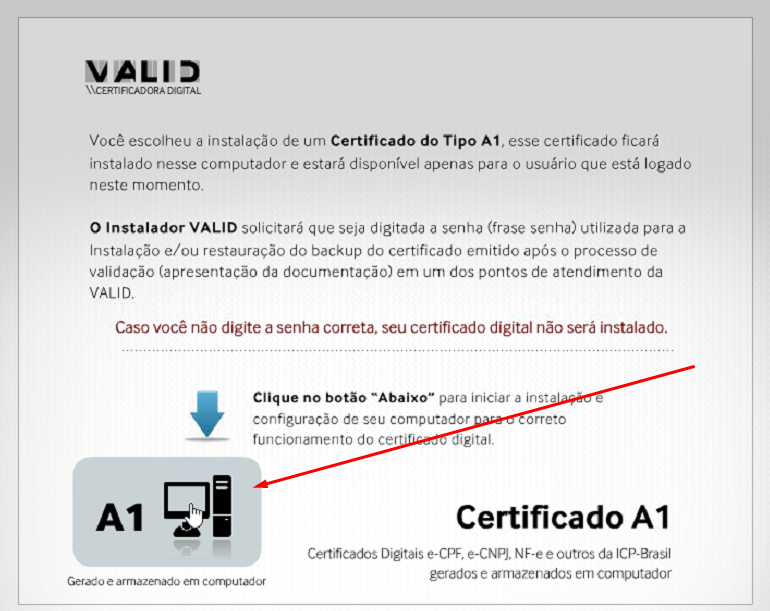 VALID
\\CERTIFICADORA DIGITAL
Você escolheu a instalação de um Certificado do Tipo A1, esse certificado ficará
instalado nesse computador e estará disponível apenas para o usuário que está logado
neste momento.
O Instalador VALID solicitará que seja digitada a senha (frase senha) utilizada para a
Instalação e/ou restauração do backup do certificado emitido após o processo de
validação (apresentação da documentação) em um dos pontos de atendimento da
VALID.
Caso você não digite a senha correta, seu certificado digital não será instalado.
Clique no botão "Abaixo" para iniciar a instalação e
configuração de seu computador para o correto
funcionamento do certificado digital.
A1
Gerado e armazenado em computador
Certificado A1
Certificados Digitais e-CPF, e-CNPJ, NF-e e outros da ICP-Brasil
gerados e armazenados em computador